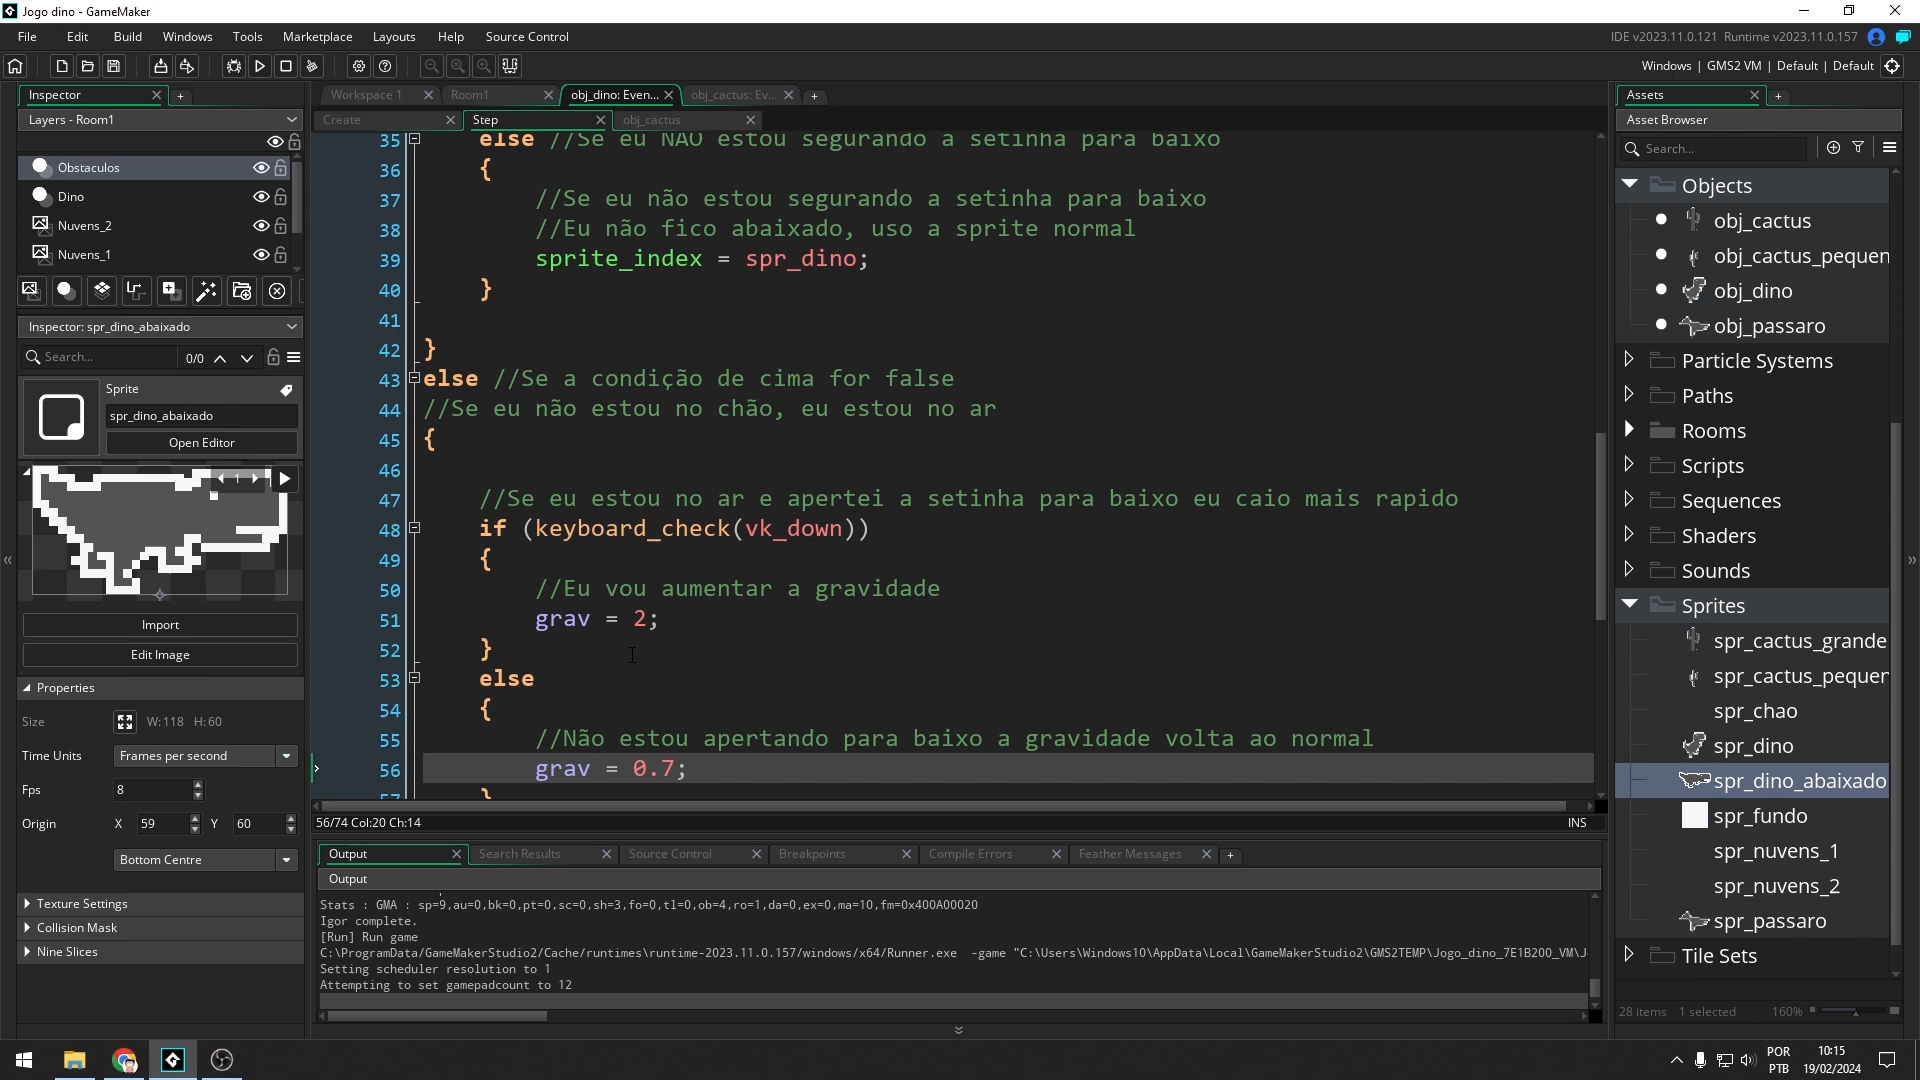 Jogo dino - GameMaker
File Edit Build Windows Tools Marketplace Layouts Help Source Control
IDE v2023.11.0.121 Runtime v2023.11.0.157
Windows | GMS2 VM | Default | Default
Inspector
Layers - Room1
Obstaculos
Dino
Nuvens_2
Nuvens_1
Inspector: spr_dino_abaixado
Search... 0/0
Sprite
spr_dino_abaixado
Open Editor
1
Import
Edit Image
Properties
Size W:118 H:60
Time Units Frames per second
Fps 8
Origin X 59 Y 60
Bottom Centre
Texture Settings
Collision Mask
Nine Slices
Workspace 1 Room1 obj_dino: Even... obj_cactus: Ev...
Create Step obj_cactus
35 else //Se eu NÃO estou segurando a setinha para baixo
36 {
37 //Se eu não estou segurando a setinha para baixo
38 //Eu não fico abaixado, uso a sprite normal
39 sprite_index = spr_dino;
40 }
41
42 }
43 else //Se a condição de cima for false
44 //Se eu não estou no chão, eu estou no ar
45 {
46
47 //Se eu estou no ar e apertei a setinha para baixo eu caio mais rapido
48 if (keyboard_check(vk_down))
49 {
50 //Eu vou aumentar a gravidade
51 grav = 2;
52 }
53 else
54 {
55 //Não estou apertando para baixo a gravidade volta ao normal
56 grav = 0.7;
57 }
56/74 Col:20 Ch:14 INS
Output Search Results Source Control Breakpoints Compile Errors Feather Messages
Output
Stats : GMA : sp=9,au=0,bk=0,pt=0,sc=0,sh=3,fo=0,tl=0,ob=4,ro=1,da=0,ex=0,ma=10,fm=0x400A00020
Igor complete.
[Run] Run game
C:\ProgramData/GameMakerStudio2/Cache/runtimes\runtime-2023.11.0.157/windows/x64/Runner.exe -game "C:\Users\Windows10\AppData\Local\GameMakerStudio2\GMS2TEMP\Jogo_dino_7E1B200_VM\J
Setting scheduler resolution to 1
Attempting to set gamepadcount to 12
Assets
Asset Browser
Search...
Objects
obj_cactus
obj_cactus_pequen
obj_dino
obj_passaro
Particle Systems
Paths
Rooms
Scripts
Sequences
Shaders
Sounds
Sprites
spr_cactus_grande
spr_cactus_pequen
spr_chao
spr_dino
spr_dino_abaixado
spr_fundo
spr_nuvens_1
spr_nuvens_2
spr_passaro
Tile Sets
28 items 1 selected 160%
POR
PTB
10:15
19/02/2024